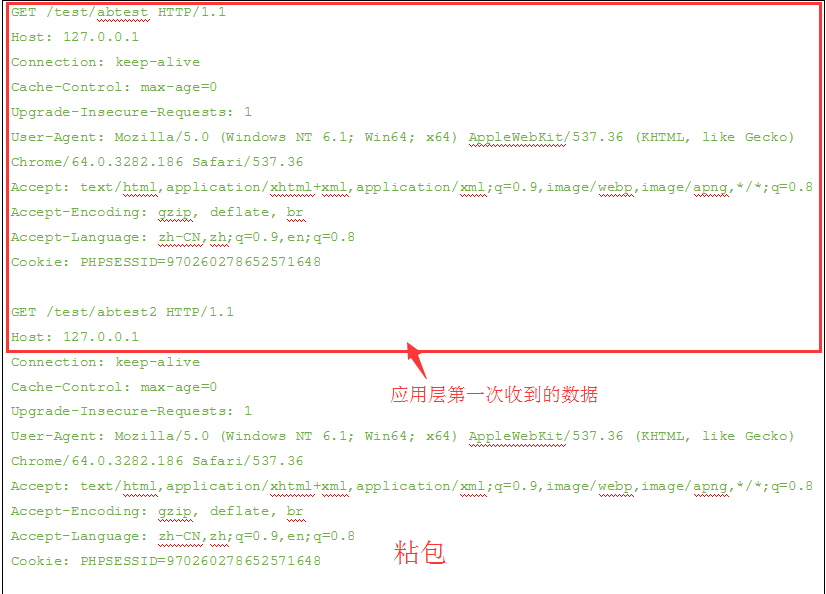 GET /test/abtest HTTP/1.1
Host: 127.0.0.1
Connection: keep-alive
Cache-Control: max-age=0
Upgrade-Insecure-Requests: 1
User-Agent: Mozilla/5.0 (Windows NT 6.1; Win64; x64) AppleWebKit/537.36 (KHTML, like Gecko)
Chrome/64.0.3282.186 Safari/537.36
Accept: text/html,application/xhtml+xml,application/xml;q=0.9,image/webp,image/apng,*/*;q=0.8
Accept-Encoding: gzip, deflate, br
Accept-Language: zh-CN,zh;q=0.9,en;q=0.8
Cookie: PHPSESSID=970260278652571648
GET /test/abtest2 HTTP/1.1
Host: 127.0.0.1
Connection: keep-alive
Cache-Control: max-age=0
应用层第一次收到的数据
Upgrade-Insecure-Requests: 1
User-Agent: Mozilla/5.0 (Windows NT 6.1; Win64; x64) AppleWebKit/537.36 (KHTML, like Gecko)
Chrome/64.0.3282.186 Safari/537.36
Accept: text/html,application/xhtml+xml,application/xml;q=0.9,image/webp,image/apng,*/*;q=0.8
Accept-Encoding: gzip, deflate, br
Accept-Language: zh-CN,zh;q=0.9,en;q=0.8
粘包
Cookie: PHPSESSID=970260278652571648